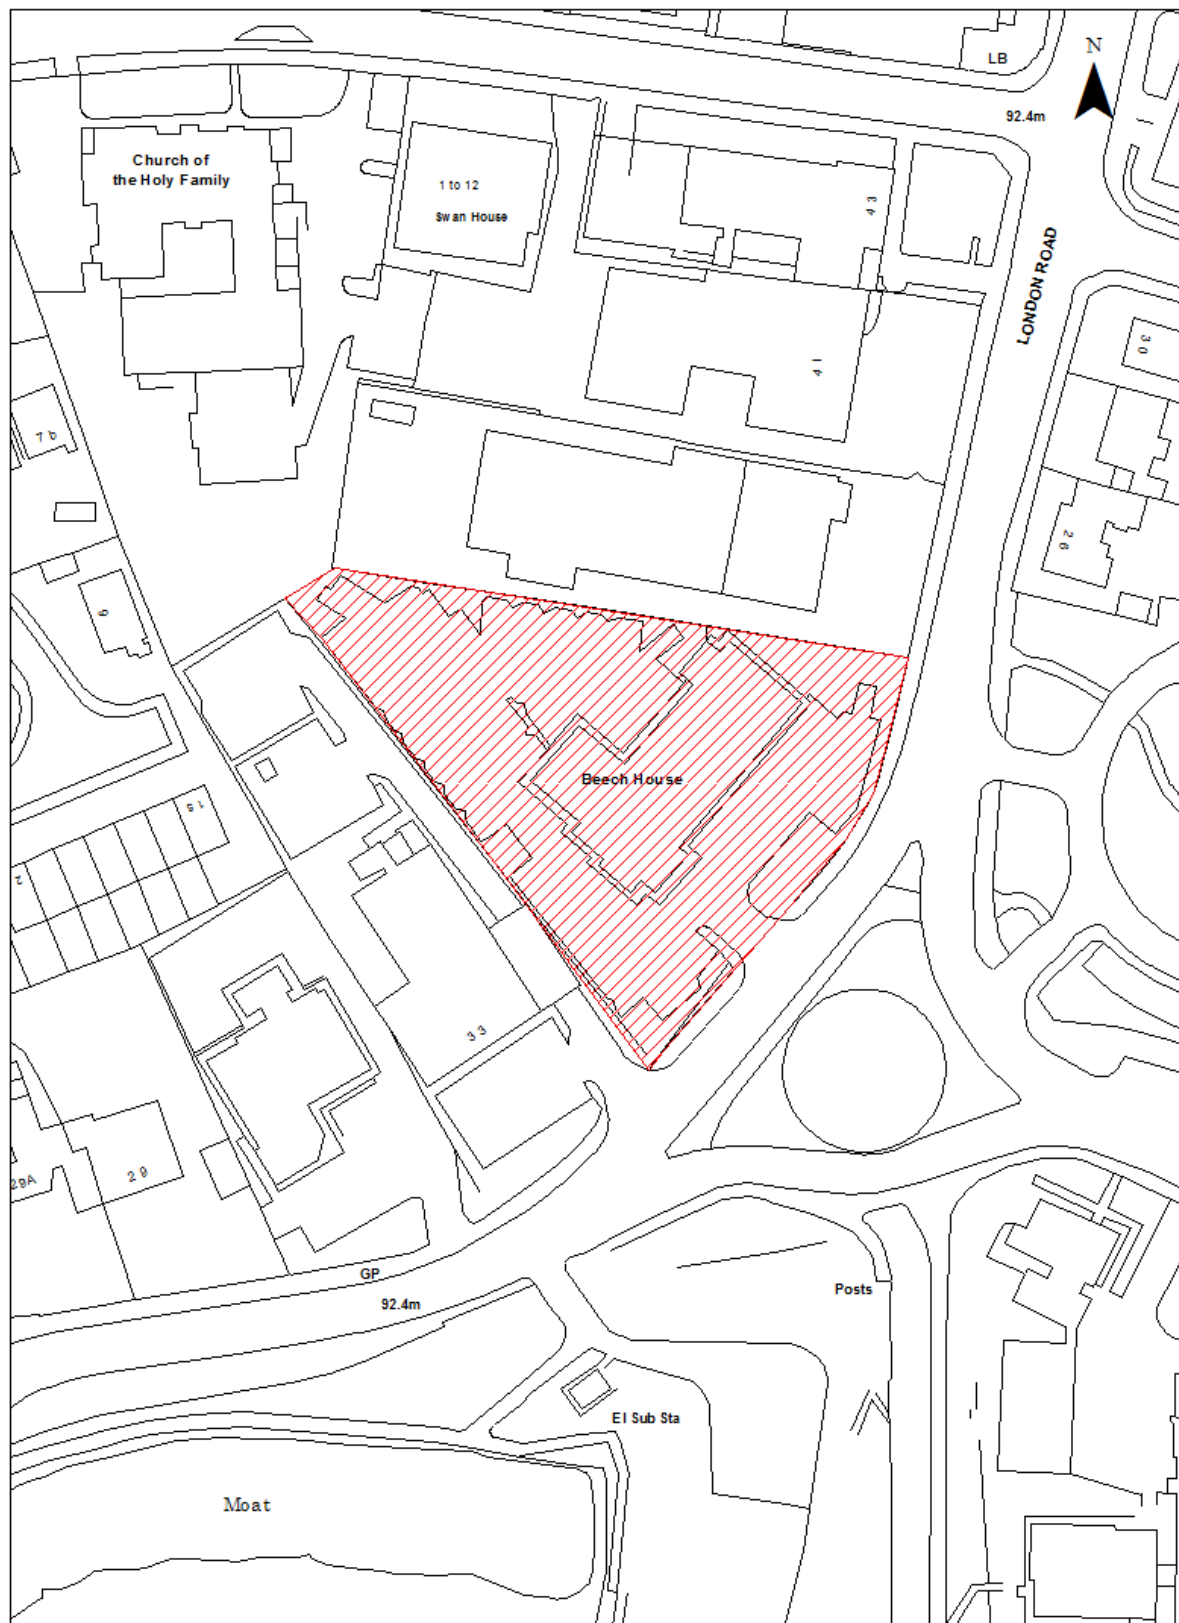 N
LB
92.4m
Church of
the Holy Family
1 to 12
Swan House
43
LONDON ROAD
30
41
7b
26
9
Beech House
15
2
33
29
29A
GP
92.4m
Posts
El Sub Sta
Moat